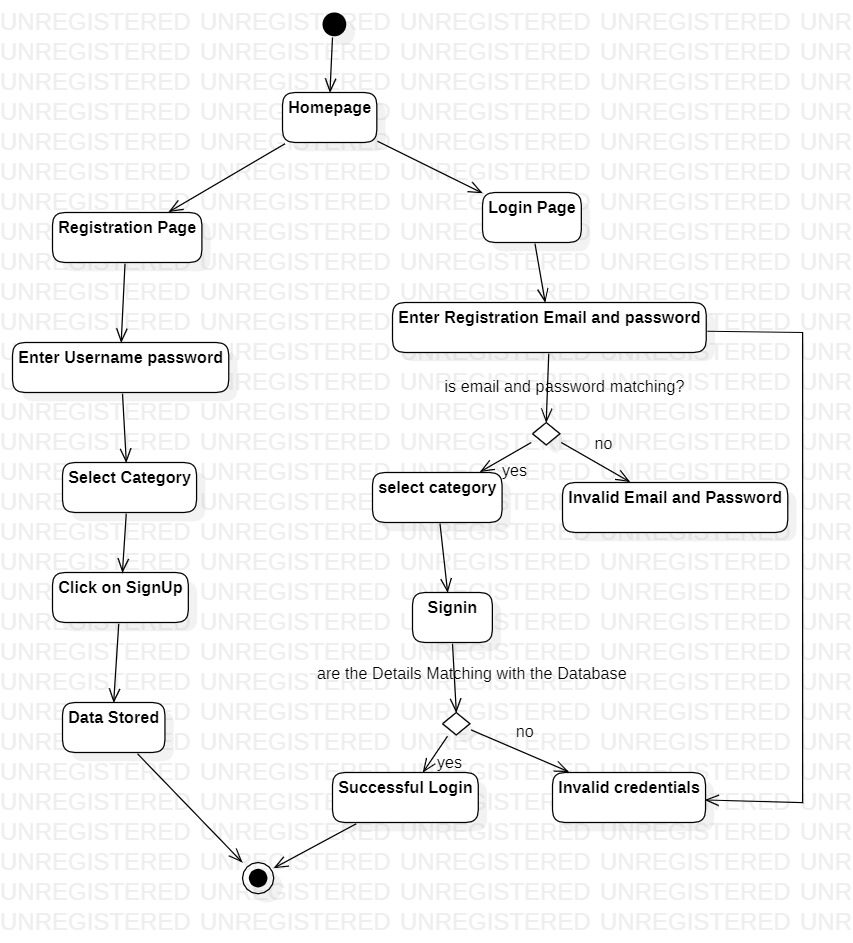 Homepage
Registration Page
Login Page
Enter Registration Email and password
Enter Username password
is email and password matching?
no
yes
Select Category
select category
Invalid Email and Password
Click on SignUp
Signin
are the Details Matching with the Database
Data Stored
no
yes
Successful Login
Invalid credentials
UNREGISTERED UNREGISTERED UNREGISTERED UNREGISTERED UNR